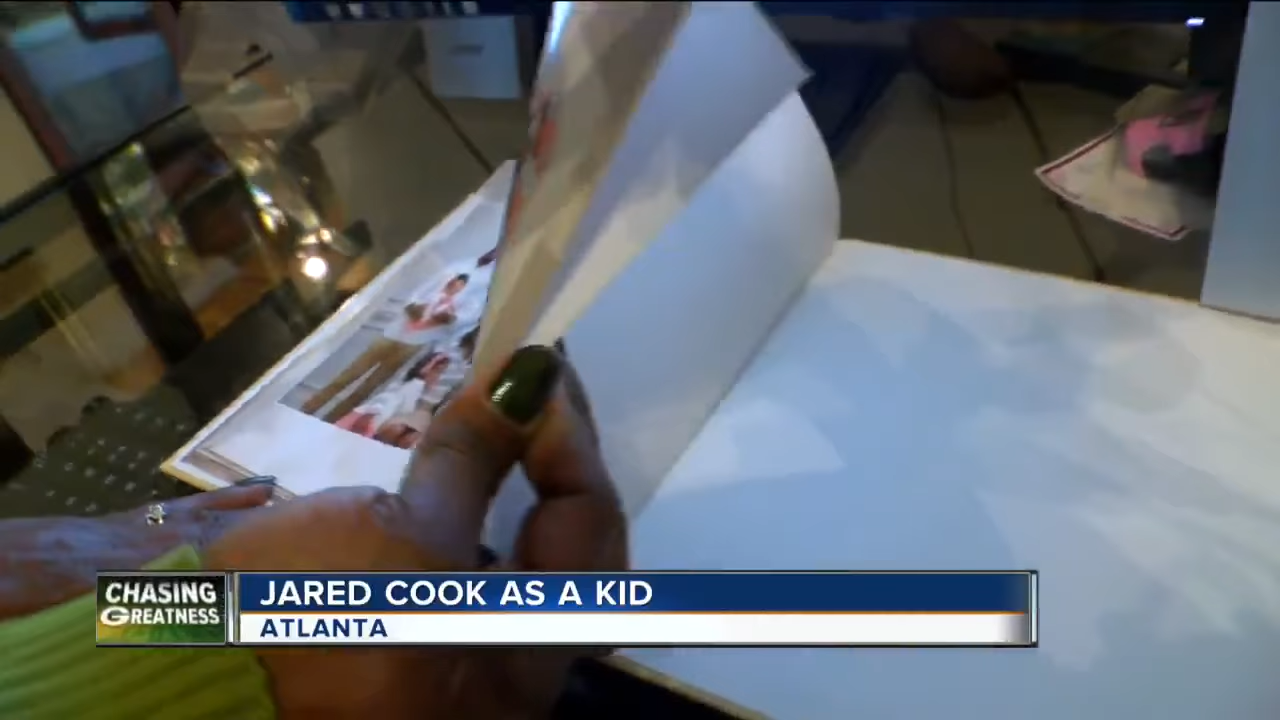 CHASING
GREATNESS
JARED COOK AS A KID
ATLANTA